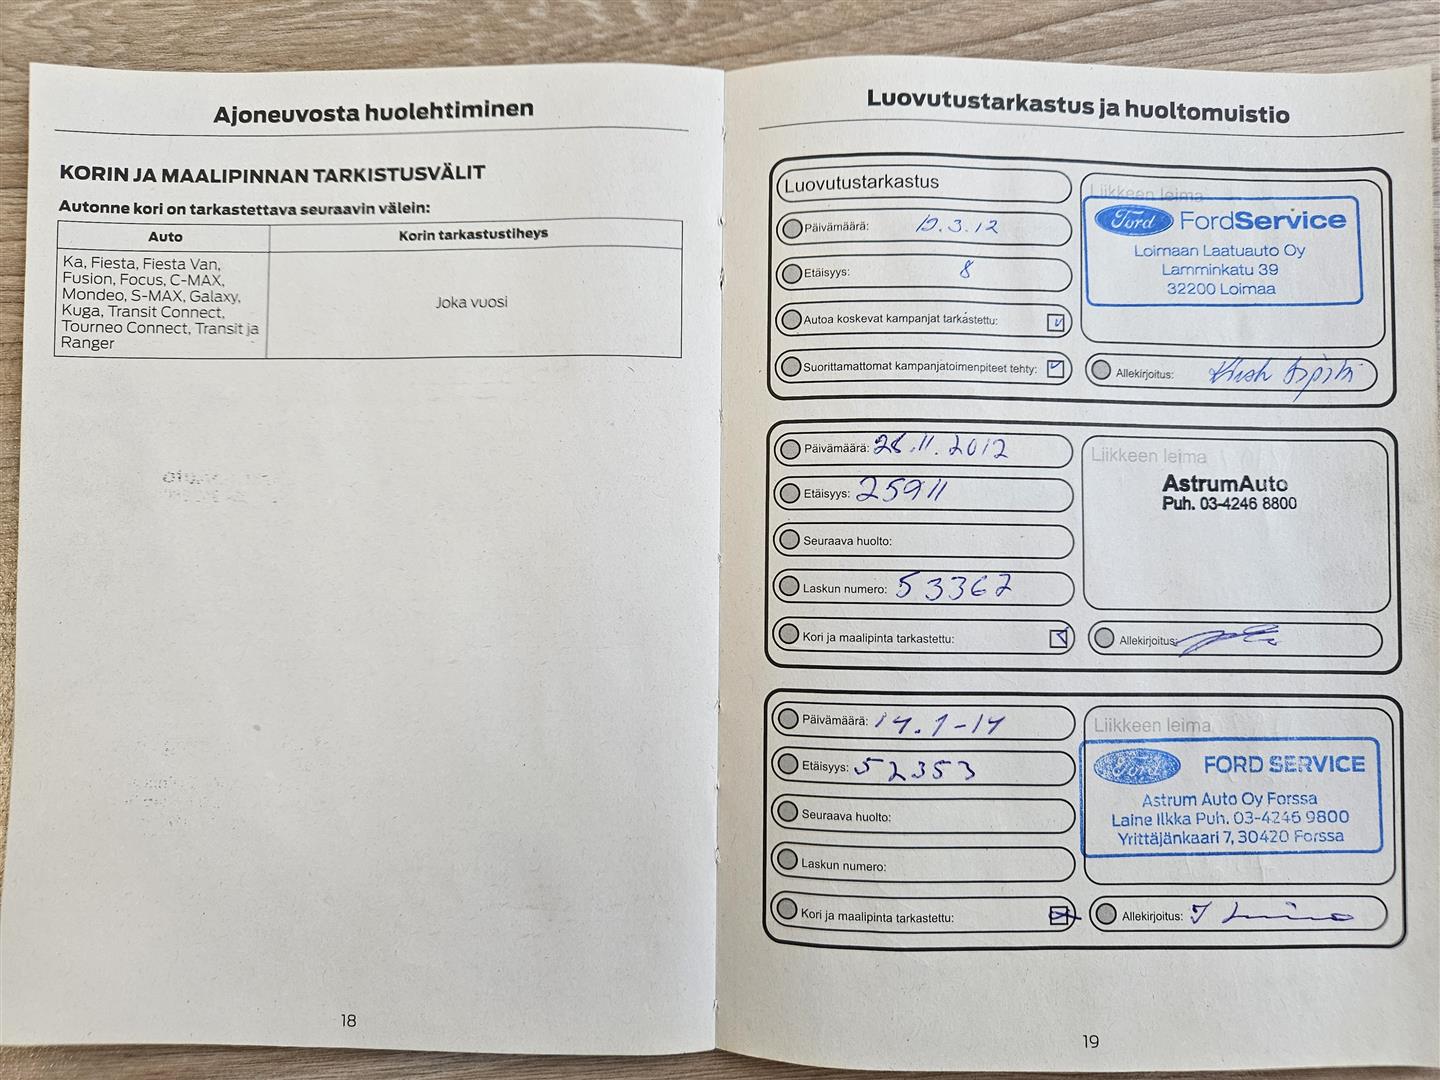 Ajoneuvosta huolehtiminen
KORIN JA MAALIPINNAN TARKISTUSVÄLIT
Autonne kori on tarkastettava seuraavin välein:
Auto
Korin tarkastustiheys
Ka, Fiesta, Fiesta Van,
Fusion, Focus, C-MAX,
Mondeo, S-MAX, Galaxy,
Kuga, Transit Connect,
Tourneo Connect, Transit ja
Ranger
Joka vuosi
18
Luovutustarkastus ja huoltomuistio
Luovutustarkastus
Päivämäärä: .3.12
Etäisyys: 8
Autoa koskevat kampanjat tarkastettu:
Suorittamattomat kampanjatoimenpiteet tehty:
Liikkeen leima
Ford FordService
Loimaan Laatuauto Oy
Lamminkatu 39
32200 Loimaa
Allekirjoitus:
Päivämäärä: 28.11.2012
Etäisyys: 25911
Seuraava huolto:
Laskun numero: 53367
Kori ja maalipinta tarkastettu:
Liikkeen leima
AstrumAuto
Puh. 03-4246 8800
Allekirjoitus:
Päivämäärä: 14.1-14
Etäisyys: 52353
Seuraava huolto:
Laskun numero:
Kori ja maalipinta tarkastettu:
Liikkeen leima
Ford FORD SERVICE
Astrum Auto Oy Forssa
Laine Ilkka Puh. 03-4246 9800
Yrittäjänkaari 7, 30420 Forssa
Allekirjoitus:
19